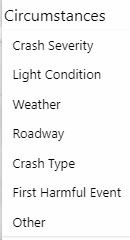 Circumstances
Crash Severity
Light Condition
Weather
Roadway
Crash Type
First Harmful Event
Other